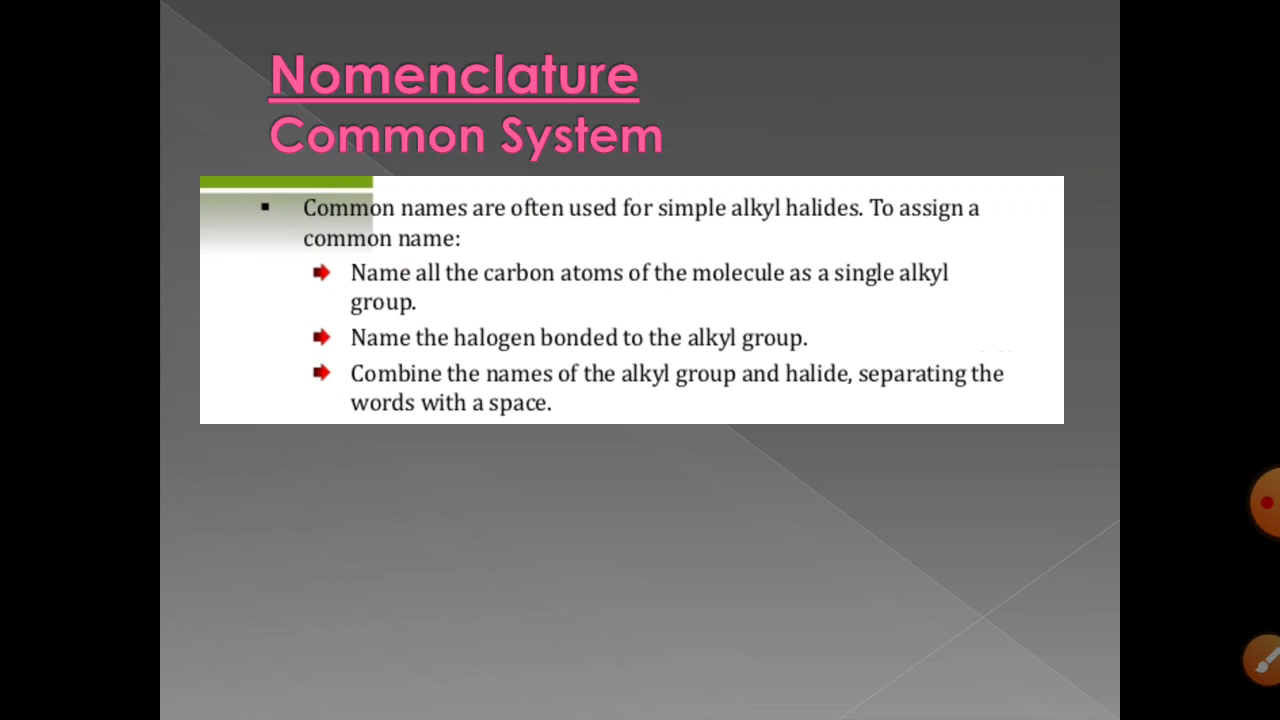 Nomenclature
Common System
▪ Common names are often used for simple alkyl halides. To assign a
common name:
Name all the carbon atoms of the molecule as a single alkyl
group.
Name the halogen bonded to the alkyl group.
Combine the names of the alkyl group and halide, separating the
words with a space.